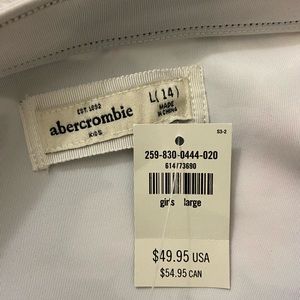 EST. 1892
abercrombie
KIDS
L(14)
MADE
IN CHINA
S3-2
259-830-0444-020
614/73690
girls large
$49.95 USA
$54.95 CAN